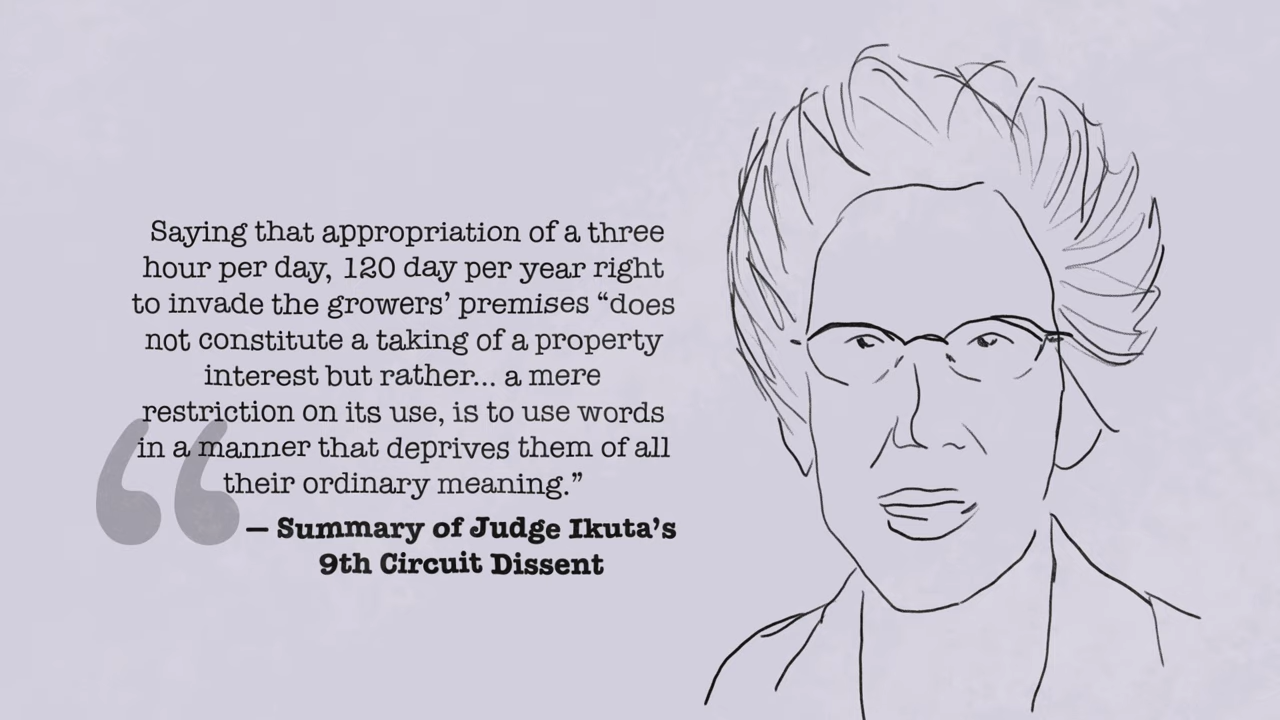 Saying that appropriation of a three
hour per day, 120 day per year right
to invade the growers’ premises “does
not constitute a taking of a property
interest but rather... a mere
restriction on its use, is to use words
in a manner that deprives them of all
their ordinary meaning.”
— Summary of Judge Ikuta’s
9th Circuit Dissent